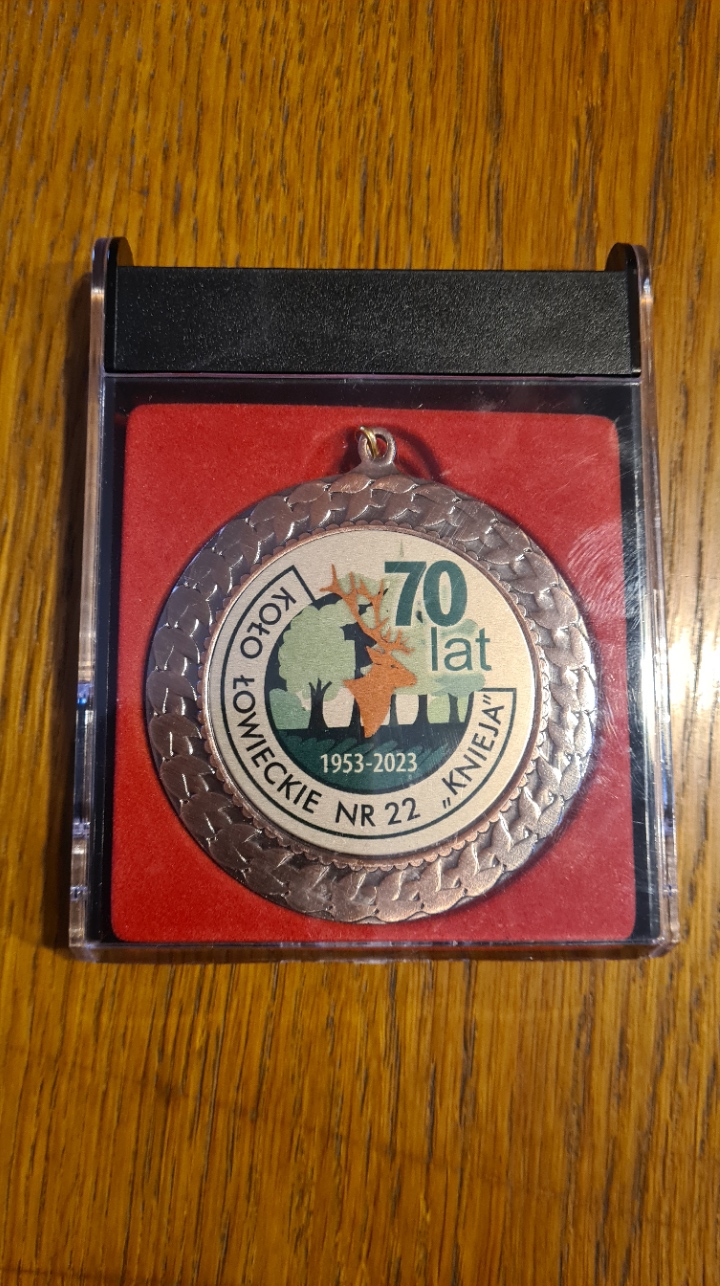 70
lat
1953-2023
KOŁO ŁOWIECKIE NR 22 „KNIEJA”